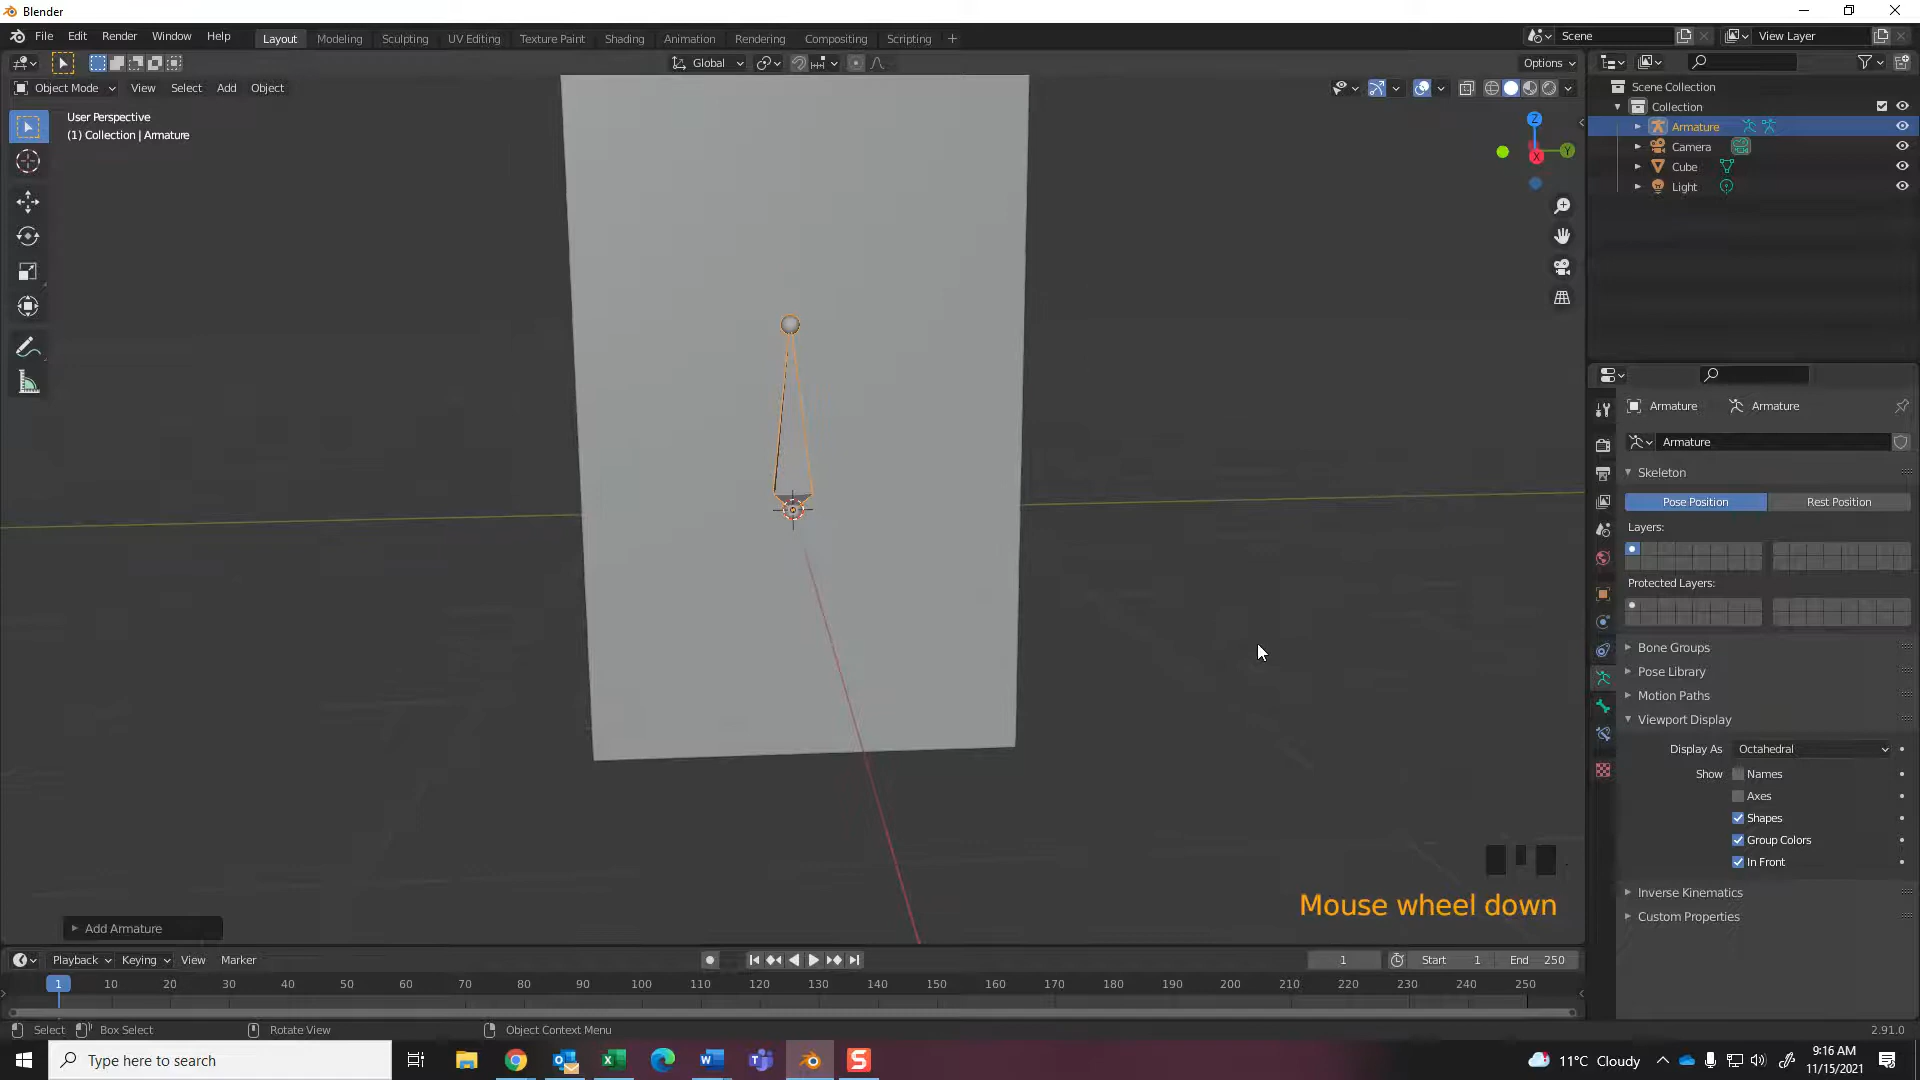 Blender
File Edit Render Window Help
Layout Modeling Sculpting UV Editing Texture Paint Shading Animation Rendering Compositing Scripting
Scene
View Layer
Global
Options
Object Mode View Select Add Object
User Perspective
(1) Collection | Armature
Z
Y
X
Scene Collection
Collection
Armature
Camera
Cube
Light
Armature Armature
Armature
Skeleton
Pose Position Rest Position
Layers:
Protected Layers:
Bone Groups
Pose Library
Motion Paths
Viewport Display
Display As Octahedral
Show Names
Axes
Shapes
Group Colors
In Front
Inverse Kinematics
Custom Properties
Mouse wheel down
Add Armature
Playback Keying View Marker
1 Start 1 End 250
1 10 20 30 40 50 60 70 80 90 100 110 120 130 140 150 160 170 180 190 200 210 220 230 240 250
Select Box Select Rotate View Object Context Menu 2.91.0
Type here to search
11°C Cloudy
9:16 AM
11/15/2021